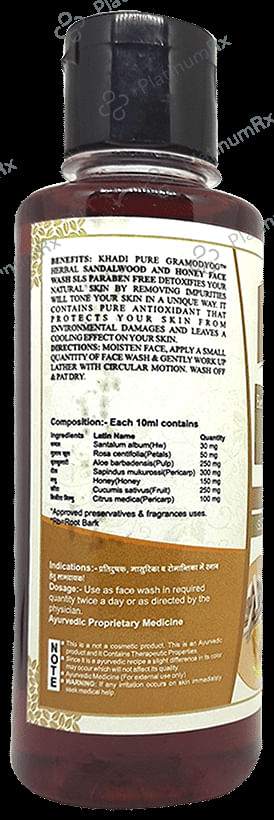 PlatinumRx
BENEFITS: KHADI PURE GRAMODYOG
HERBAL SANDALWOOD AND HONEY FACE
WASH SLS PARABEN FREE DETOXIFIES YOUR
NATURAL SKIN BY REMOVING IMPURITIES
WILL TONE YOUR SKIN IN A UNIQUE WAY. IT
CONTAINS PURE ANTIOXIDANT THAT
PROTECTS YOUR SKIN FROM
ENVIRONMENTAL DAMAGES AND LEAVES A
COOLING EFFECT ON YOUR SKIN.
DIRECTIONS: MOISTEN FACE, APPLY A SMALL
QUANTITY OF FACE WASH & GENTLY WORK UP
LATHER WITH CIRCULAR MOTION. WASH OFF
& PAT DRY.
Composition:- Each 10ml contains
Ingredients Latin Name Quantity
Santalum album(Hw) 50 mg
Rosa centifolia(Petals) 50 mg
Aloe barbadensis(Pulp) 250 mg
Sapindus mukurossi(Pericarp) 300 mg
Honey(Honey) 150 mg
Cucumis sativus(Fruit) 250 mg
Citrus medica(Pericarp) 100 mg
*Approved preservatives & fragrances uses.
Root Bark
Indications:-
Dosage:- Use as face wash in required
quantity twice a day or as directed by the
physician.
Ayurvedic Proprietary Medicine
NOTE
This is a not a cosmetic product. This is an Ayurvedic
product and it Contains Therapeutic Properties.
Since it is a ayurvedic recipe a slight difference in its color
may occur which will not affect its quality.
Ayurvedic Medicine (For external use only)
WARNING: If any irritation occurs on skin immediately
seek medical help.